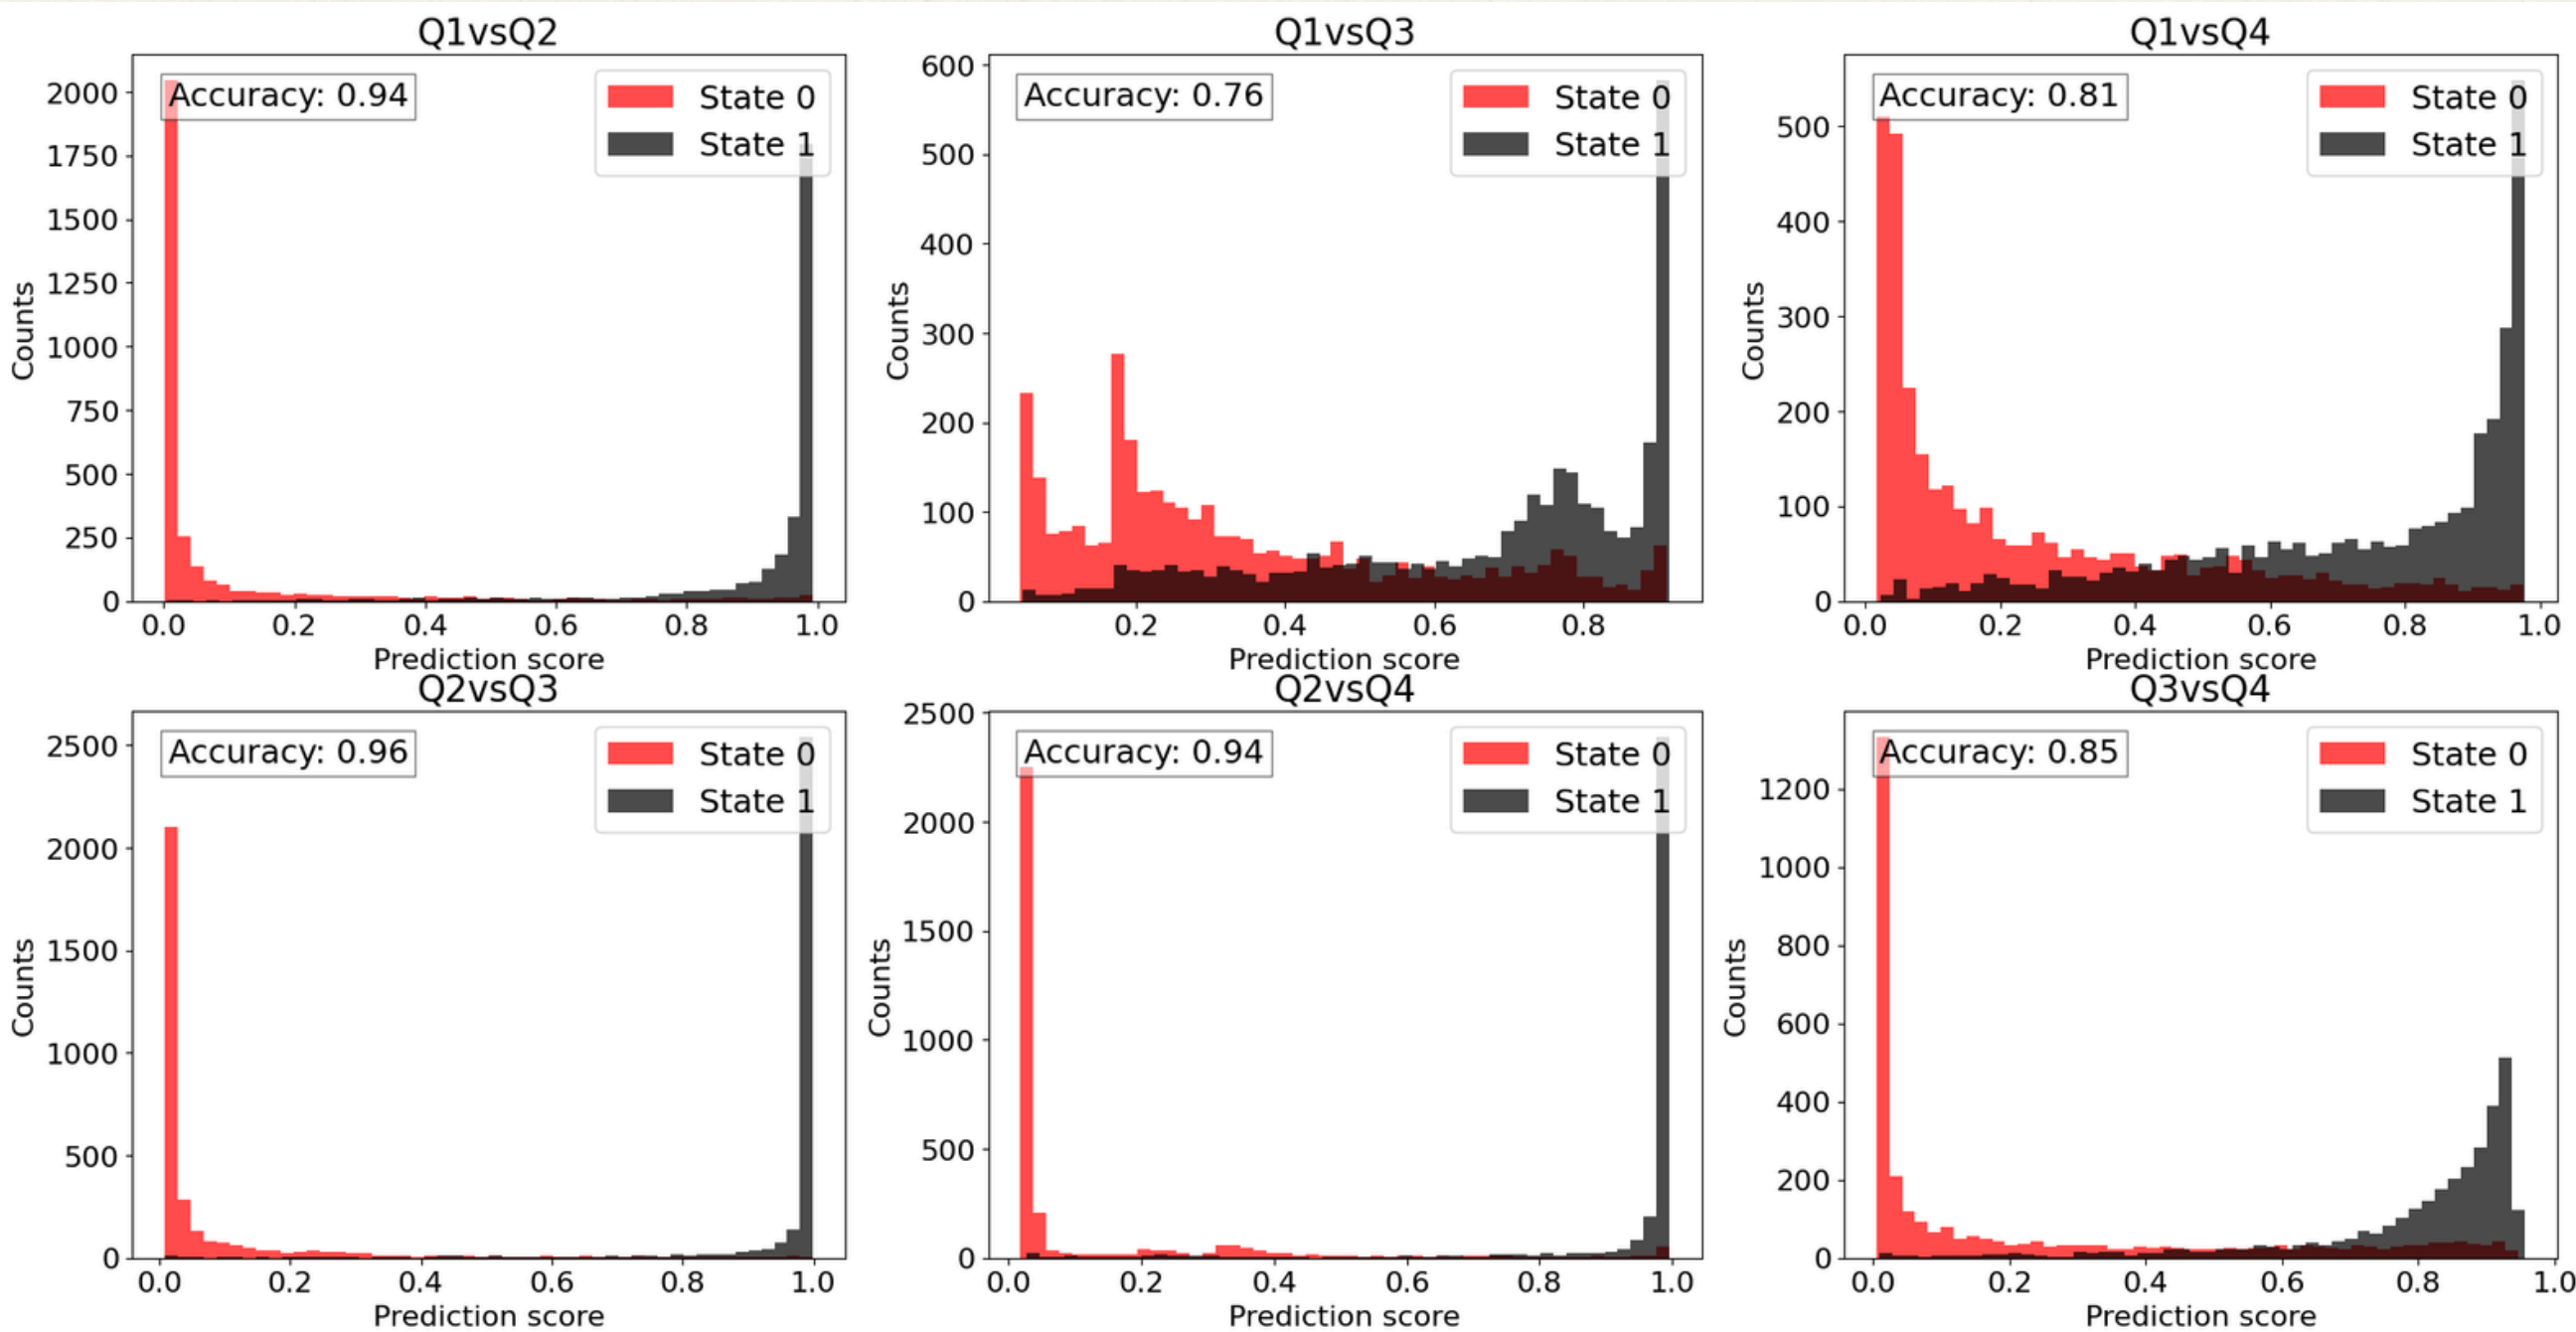 Q1vsQ2
Accuracy: 0.94
State 0
State 1
2000
1750
1500
1250
1000
750
500
250
0
Counts
0.0 0.2 0.4 0.6 0.8 1.0
Prediction score
Q1vsQ3
Accuracy: 0.76
State 0
State 1
600
500
400
300
200
100
0
Counts
0.2 0.4 0.6 0.8
Prediction score
Q1vsQ4
Accuracy: 0.81
State 0
State 1
500
400
300
200
100
0
Counts
0.0 0.2 0.4 0.6 0.8 1.0
Prediction score
Q2vsQ3
Accuracy: 0.96
State 0
State 1
2500
2000
1500
1000
500
0
Counts
0.0 0.2 0.4 0.6 0.8 1.0
Prediction score
Q2vsQ4
Accuracy: 0.94
State 0
State 1
2500
2000
1500
1000
500
0
Counts
0.0 0.2 0.4 0.6 0.8 1.0
Prediction score
Q3vsQ4
Accuracy: 0.85
State 0
State 1
1200
1000
800
600
400
200
0
Counts
0.0 0.2 0.4 0.6 0.8 1.0
Prediction score